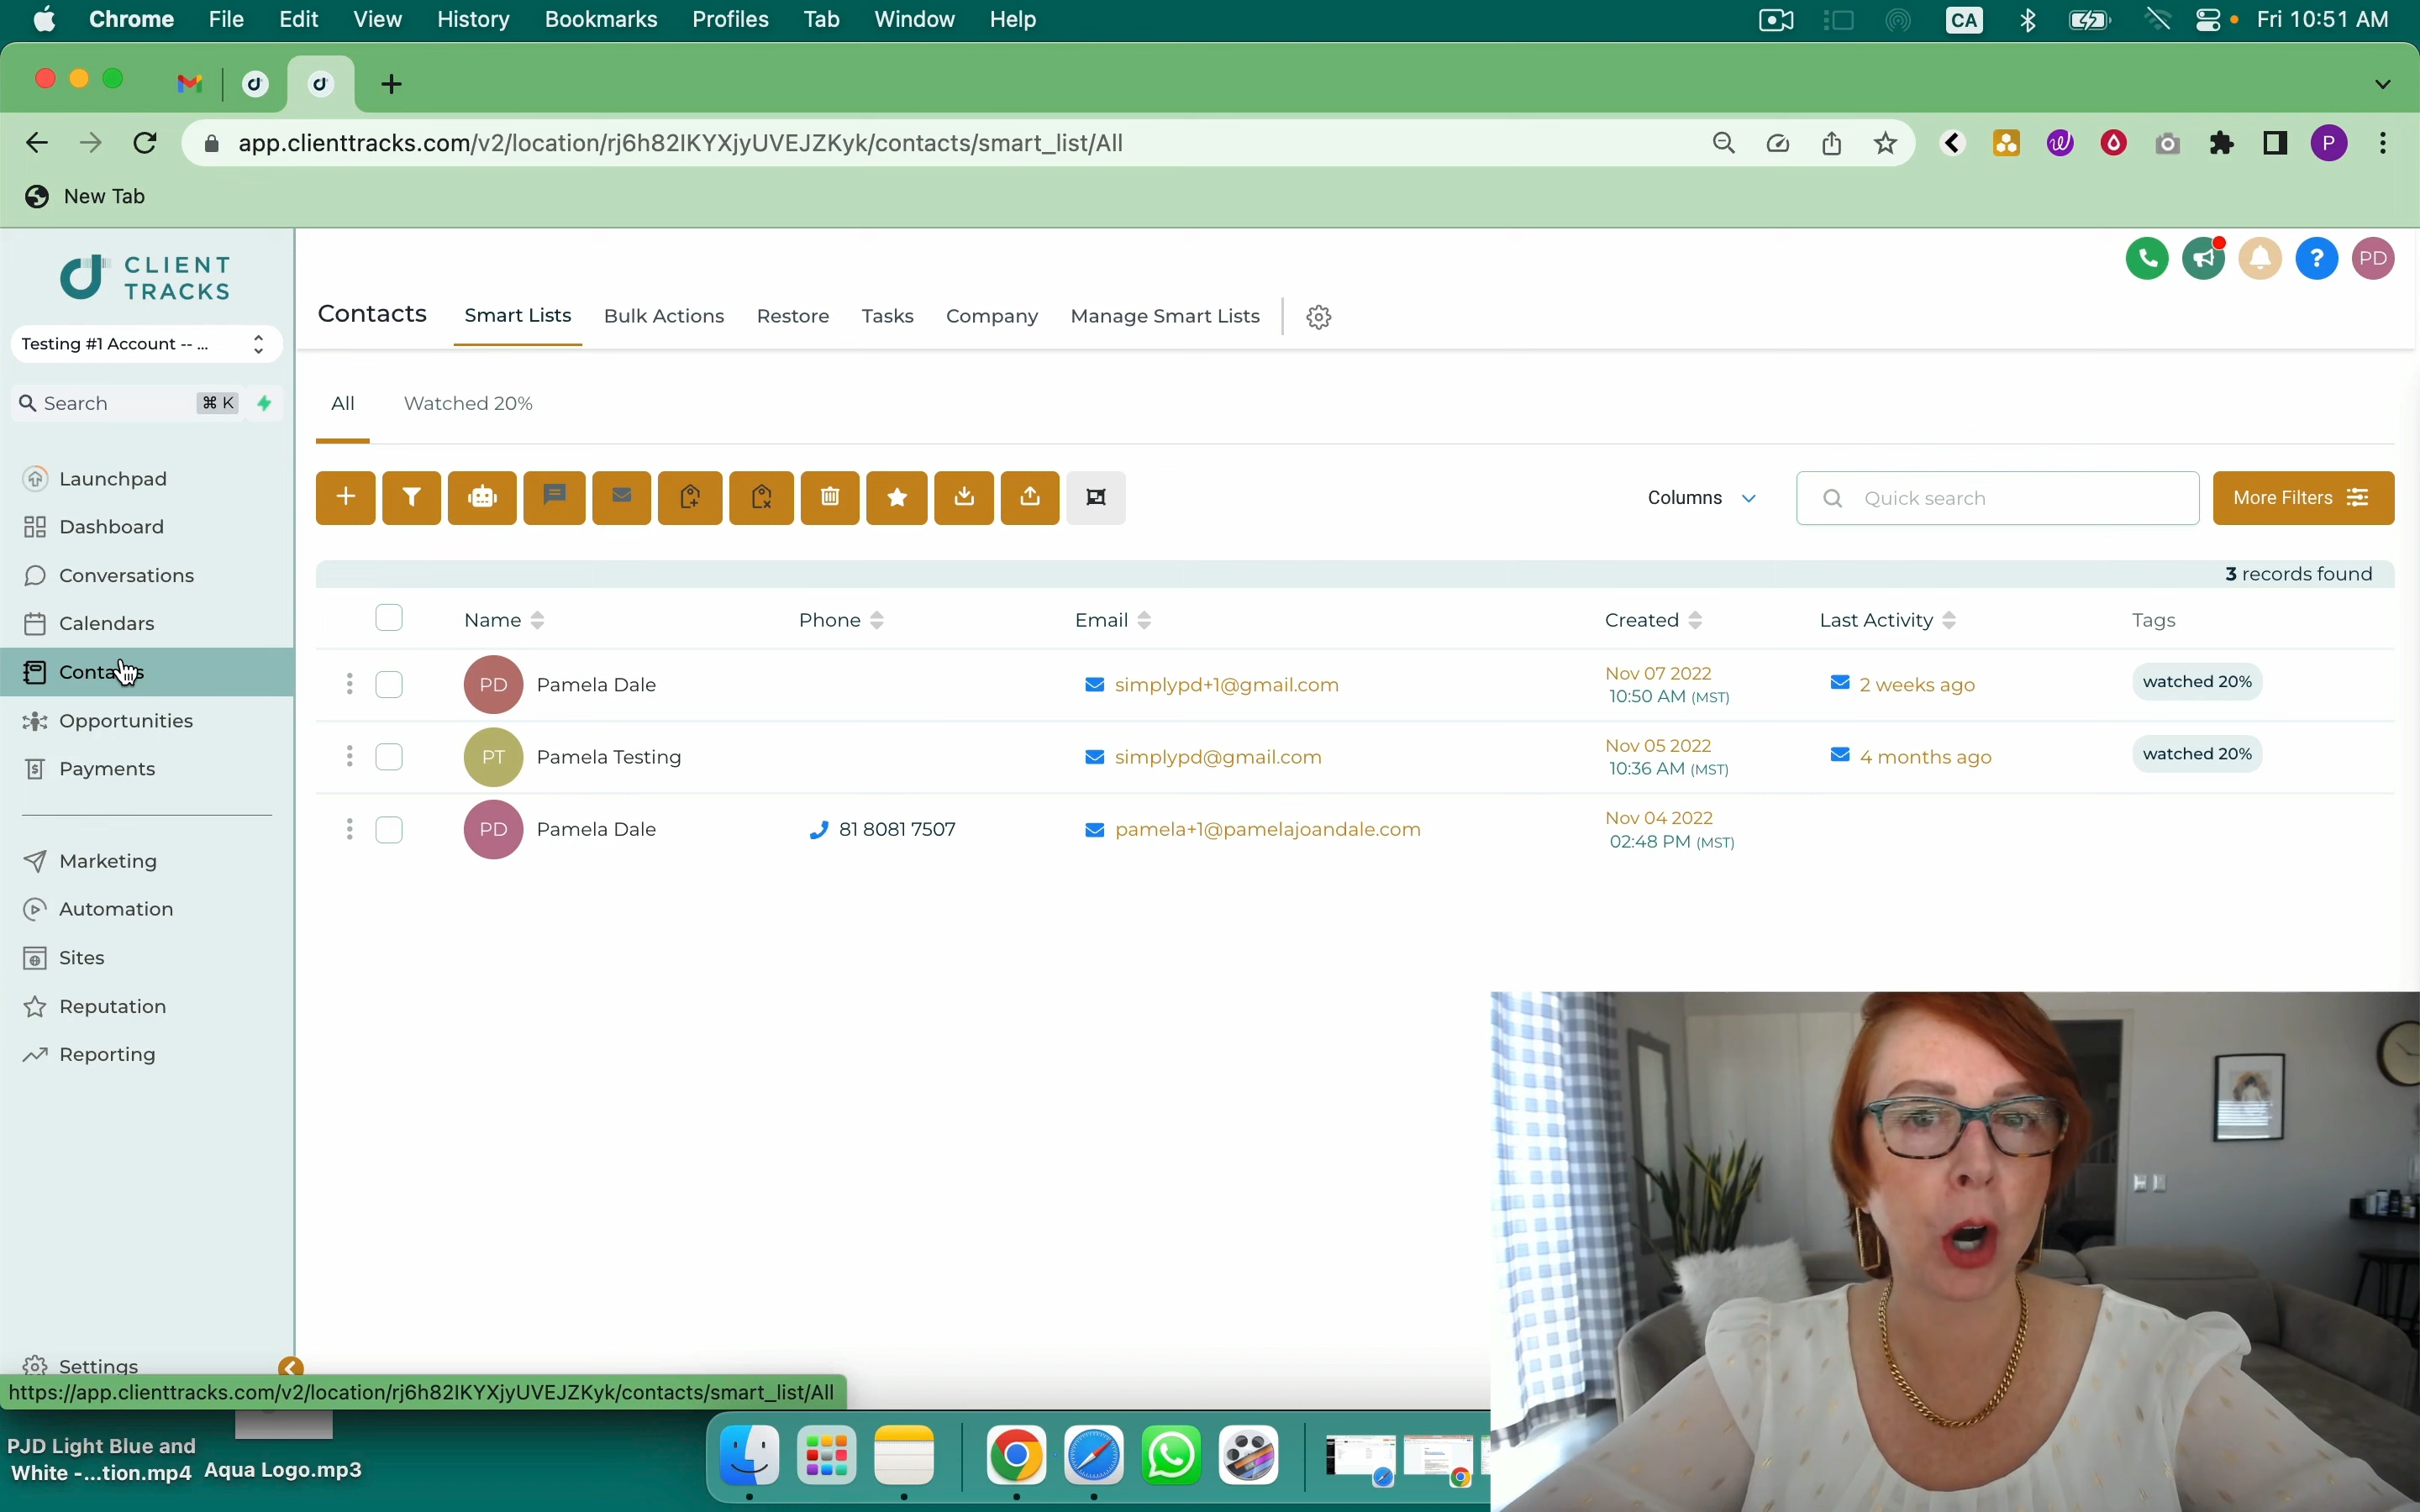 Chrome File Edit View History Bookmarks Profiles Tab Window Help CA Fri 10:51 AM
app.clienttracks.com/v2/location/rj6h82IKYXjyUVEJZKyk/contacts/smart_list/All P
New Tab
CLIENT
TRACKS
PD
Testing #1 Account -- ...
Contacts Smart Lists Bulk Actions Restore Tasks Company Manage Smart Lists
Search ⌘ K
All Watched 20%
Launchpad
Dashboard
Conversations
Calendars
Contacts
Opportunities
Payments
Marketing
Automation
Sites
Reputation
Reporting
Settings
Columns Quick search More Filters
3 records found
Name Phone Email Created Last Activity Tags
PD Pamela Dale simplypd+1@gmail.com Nov 07 2022 10:50 AM (MST) 2 weeks ago watched 20%
PT Pamela Testing simplypd@gmail.com Nov 05 2022 10:36 AM (MST) 4 months ago watched 20%
PD Pamela Dale 81 8081 7507 pamela+1@pamelajoandale.com Nov 04 2022 02:48 PM (MST)
https://app.clienttracks.com/v2/location/rj6h82IKYXjyUVEJZKyk/contacts/smart_list/All
PJD Light Blue and
White -...tion.mp4 Aqua Logo.mp3